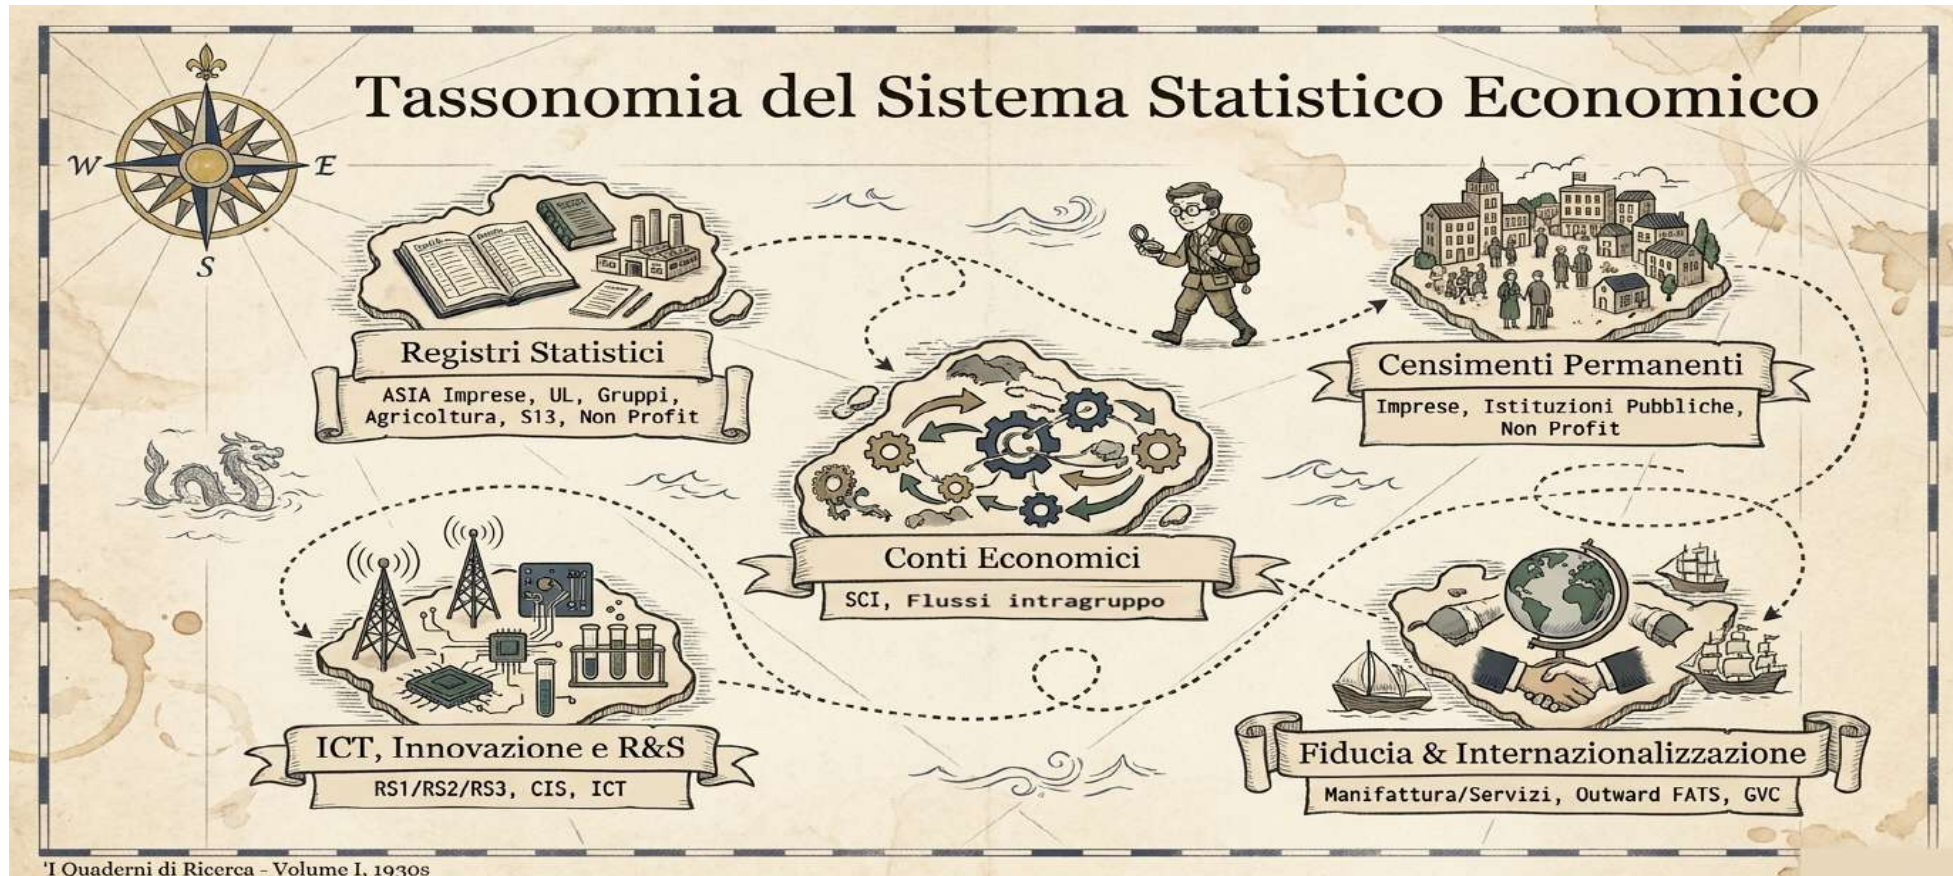 Tassonomia del Sistema Statistico Economico
W
E
S
Registri Statistici
ASIA Imprese, UL, Gruppi,
Agricoltura, S13, Non Profit
Censimenti Permanenti
Imprese, Istituzioni Pubbliche,
Non Profit
Conti Economici
SCI, Flussi intragruppo
ICT, Innovazione e R&S
RS1/RS2/RS3, CIS, ICT
Fiducia & Internazionalizzazione
Manifattura/Servizi, Outward FATS, GVC
'I Quaderni di Ricerca - Volume I, 1930s